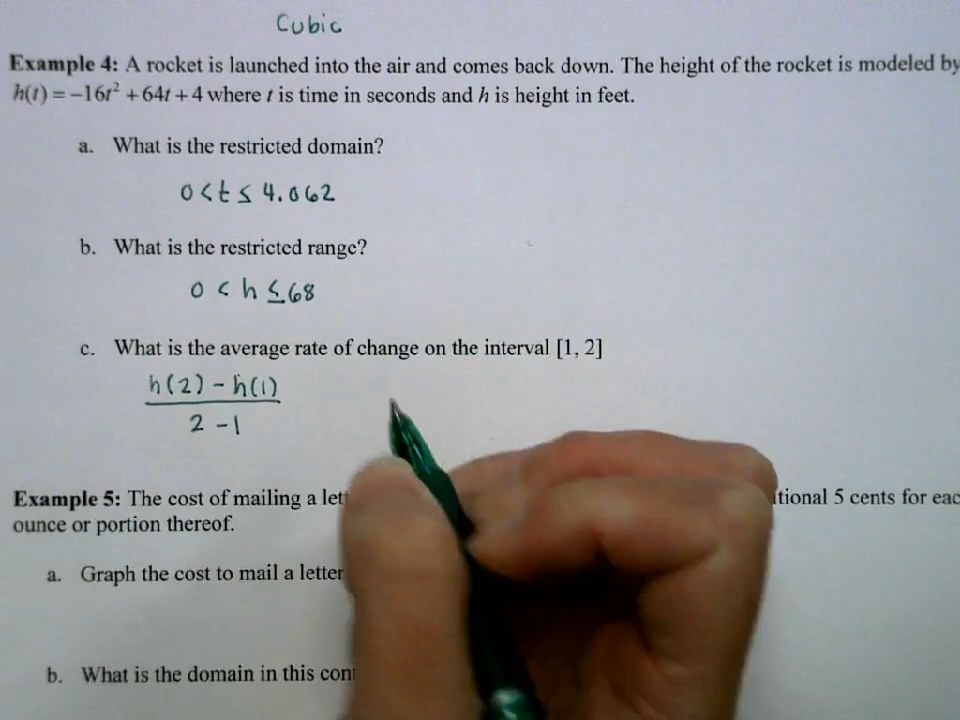 Cubic
Example 4: A rocket is launched into the air and comes back down. The height of the rocket is modeled by
h(t) = −16t² + 64t + 4 where t is time in seconds and h is height in feet.
a. What is the restricted domain?
0 < t ≤ 4.062
b. What is the restricted range?
0 < h ≤ 68
c. What is the average rate of change on the interval [1, 2]
h(2) - h(1)
2 - 1
Example 5: The cost of mailing a 5 cents for
ounce or portion thereof.
a. Graph the cost to mail a letter
b. What is the domain in this